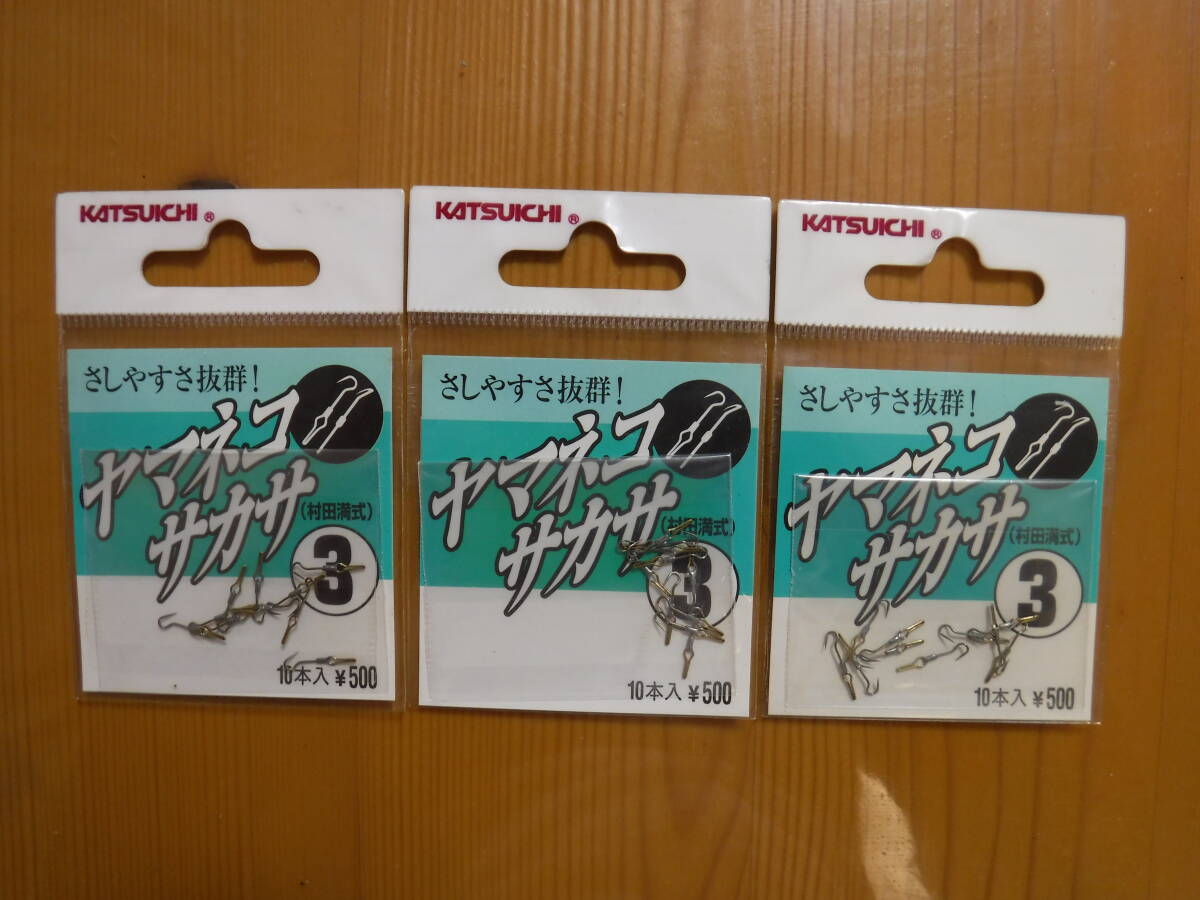 KATSUICHI®
さしやすさ抜群!
ヤマネコ
サカサ
(村田満式)
3
10本入 ¥500
KATSUICHI®
さしやすさ抜群!
ヤマネコ
サカサ
(村田満式)
3
10本入 ¥500
KATSUICHI®
さしやすさ抜群!
ヤマネコ
サカサ
(村田満式)
3
10本入 ¥500